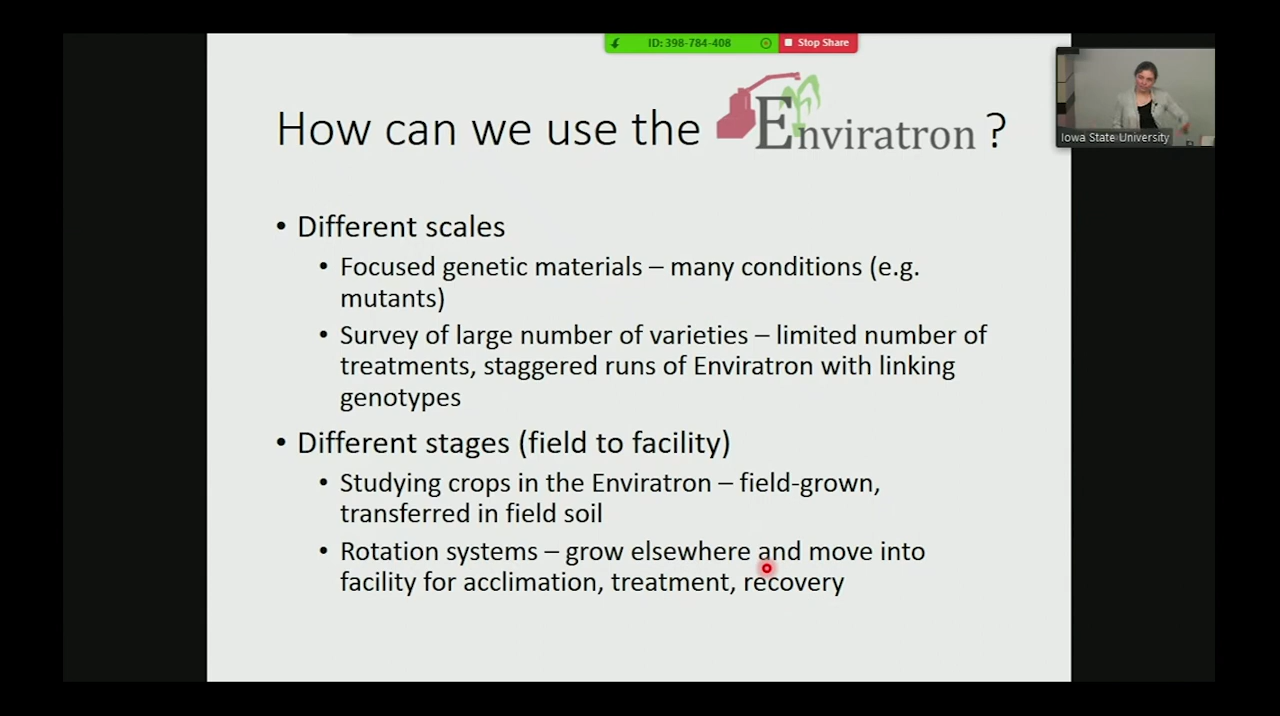 ID: 398-784-408
Stop Share
Iowa State University
How can we use the Enviratron ?
• Different scales
• Focused genetic materials – many conditions (e.g.
mutants)
• Survey of large number of varieties – limited number of
treatments, staggered runs of Enviratron with linking
genotypes
• Different stages (field to facility)
• Studying crops in the Enviratron – field-grown,
transferred in field soil
• Rotation systems – grow elsewhere and move into
facility for acclimation, treatment, recovery